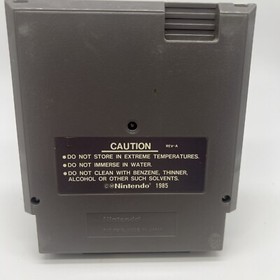 CAUTION
REV-A
●DO NOT STORE IN EXTREME TEMPERATURES.
●DO NOT IMMERSE IN WATER.
●DO NOT CLEAN WITH BENZENE, THINNER,
ALCOHOL OR OTHER SUCH SOLVENTS.
©®Nintendo® 1985
Nintendo